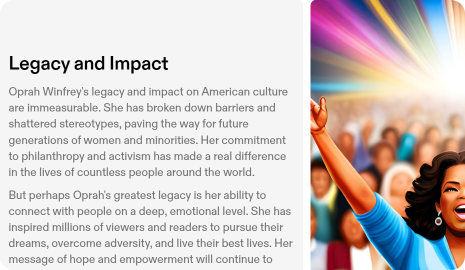 Legacy and Impact
Oprah Winfrey's legacy and impact on American culture
are immeasurable. She has broken down barriers and
shattered stereotypes, paving the way for future
generations of women and minorities. Her commitment
to philanthropy and activism has made a real difference
in the lives of countless people around the world.
But perhaps Oprah's greatest legacy is her ability to
connect with people on a deep, emotional level. She has
inspired millions of viewers and readers to pursue their
dreams, overcome adversity, and live their best lives. Her
message of hope and empowerment will continue to